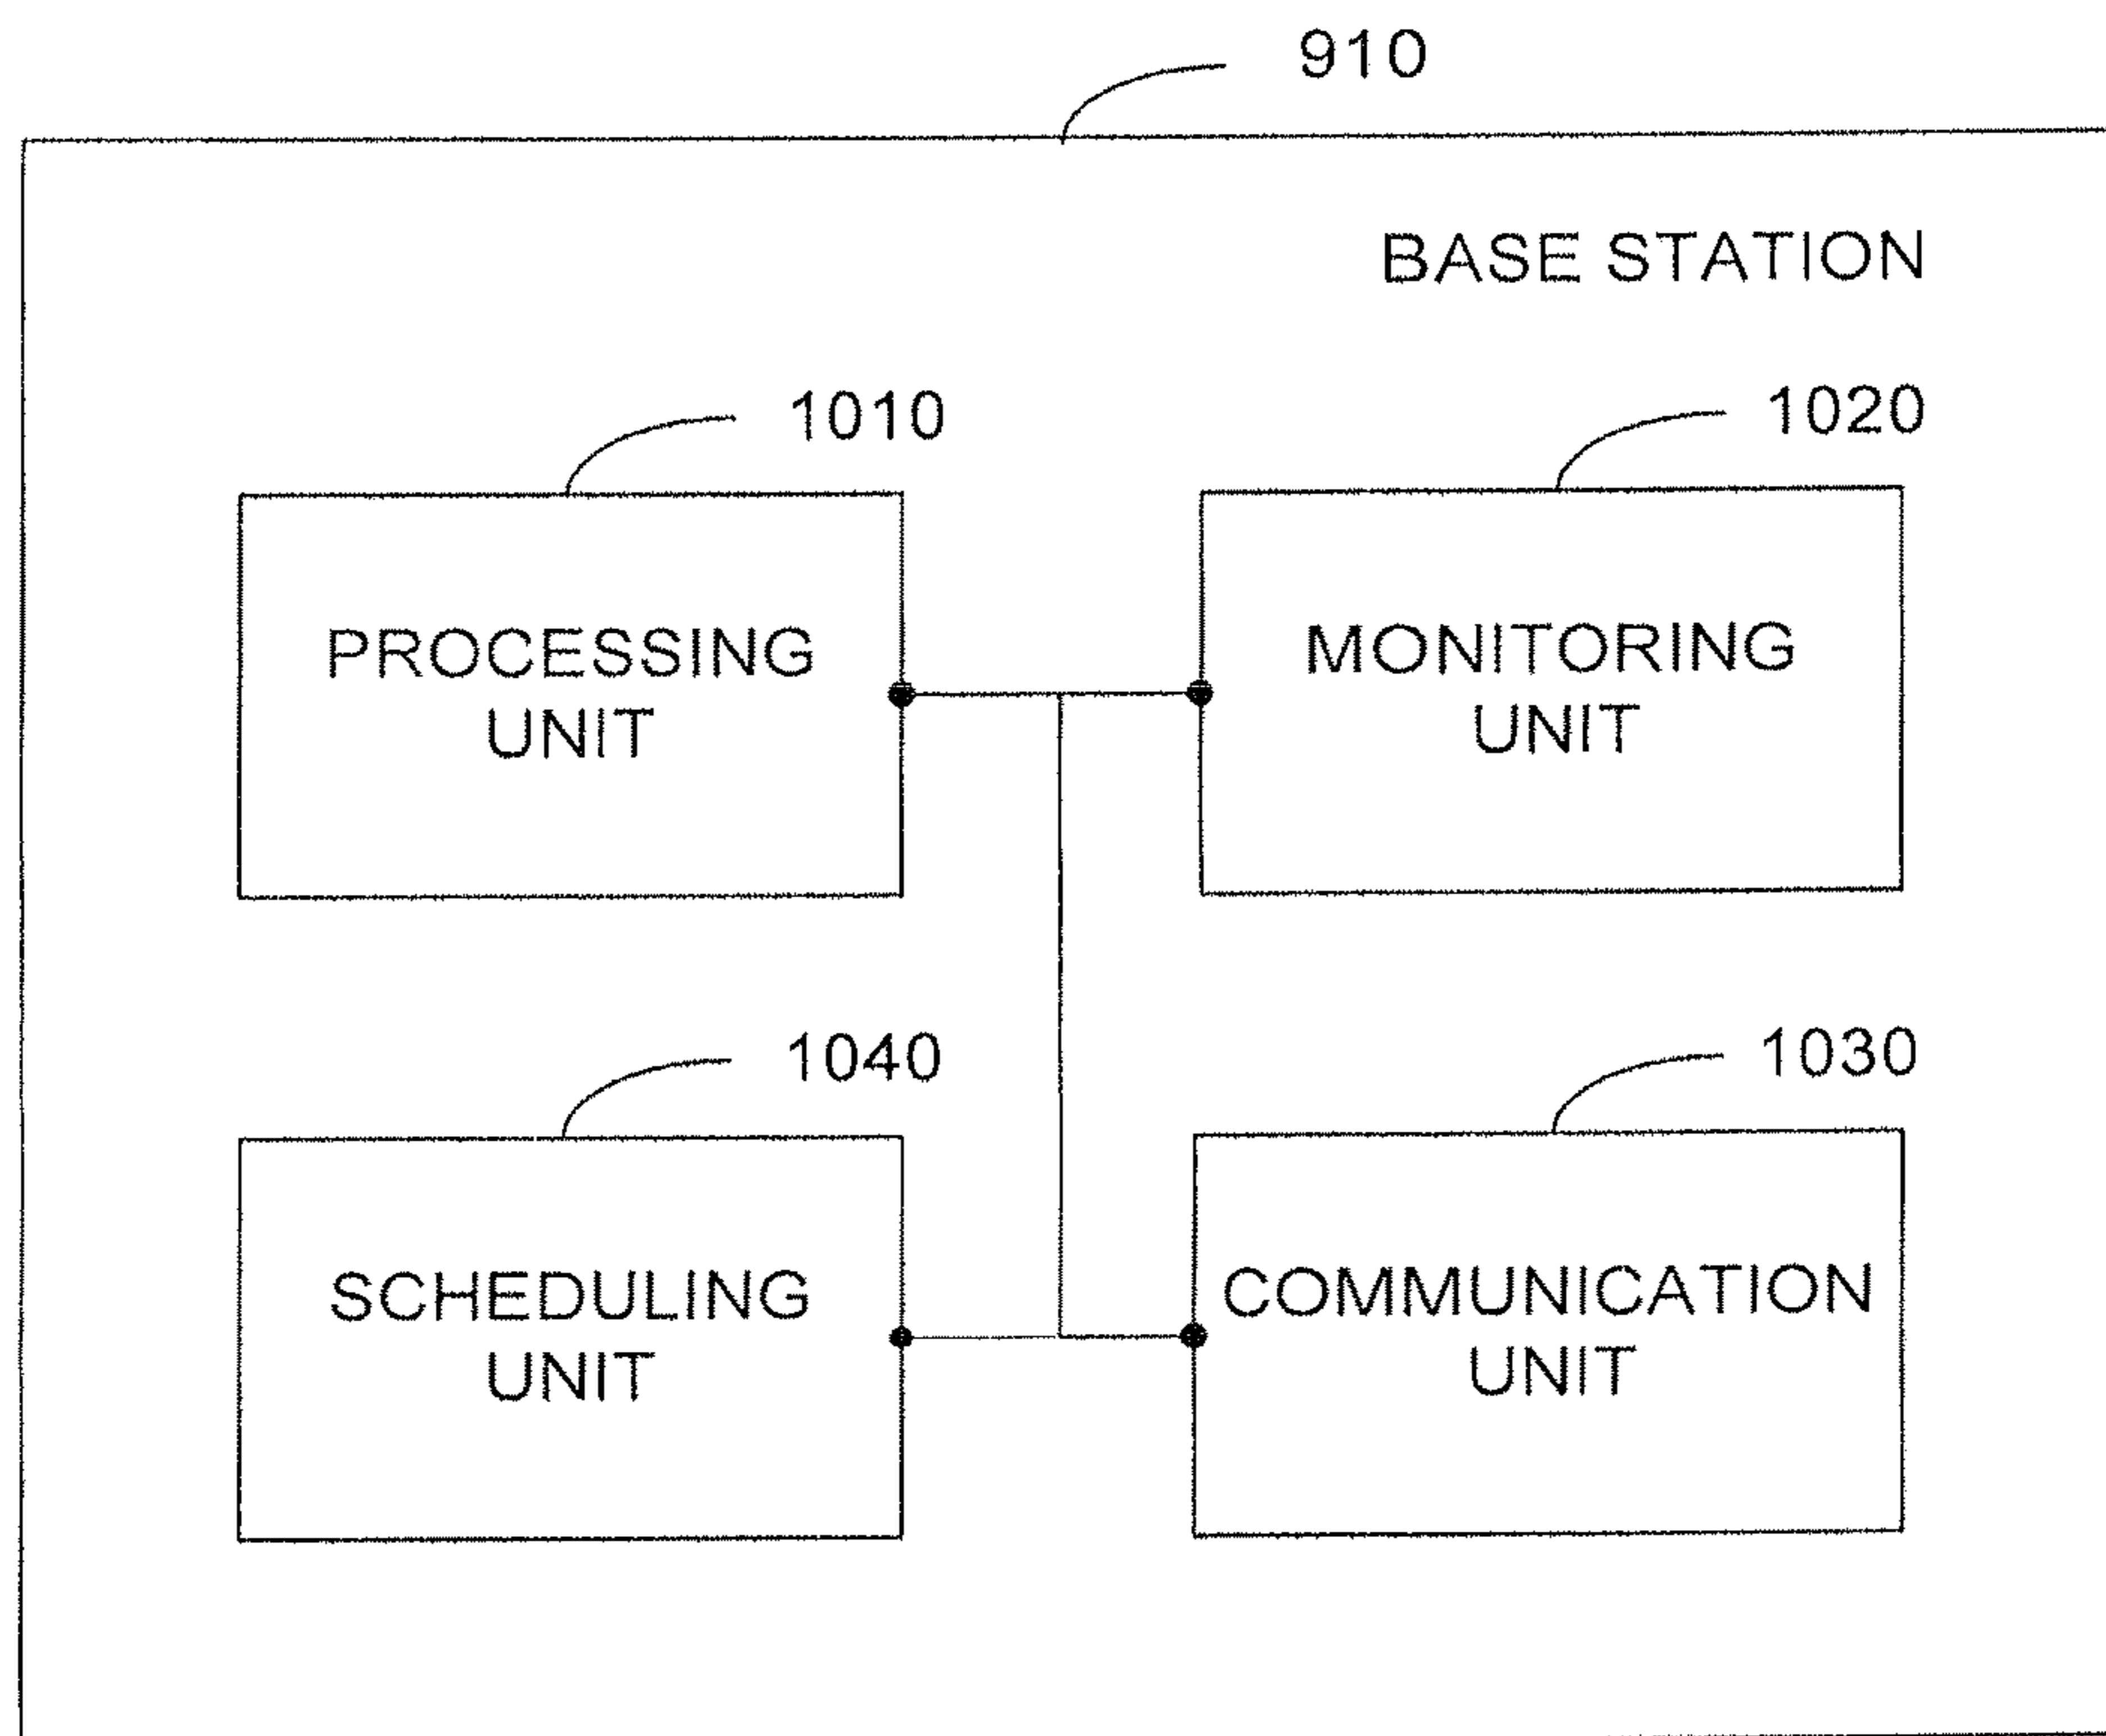 910
BASE STATION
1010
1020
PROCESSING
UNIT
MONITORING
UNIT
1040
1030
SCHEDULING
UNIT
COMMUNICATION
UNIT